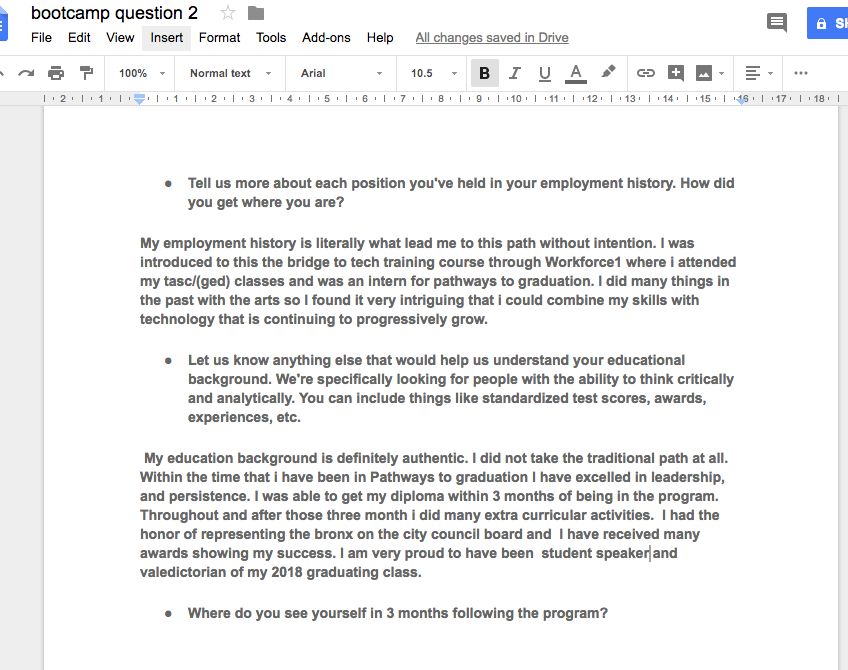 bootcamp question 2
File Edit View Insert Format Tools Add-ons Help All changes saved in Drive
100% Normal text Arial 10.5 B I U A
2 1 1 2 3 4 5 6 7 8 9 10 11 12 13 14 15 16 17 18
● Tell us more about each position you've held in your employment history. How did
you get where you are?
My employment history is literally what lead me to this path without intention. I was
introduced to this the bridge to tech training course through Workforce1 where i attended
my tasc/(ged) classes and was an intern for pathways to graduation. I did many things in
the past with the arts so I found it very intriguing that i could combine my skills with
technology that is continuing to progressively grow.
● Let us know anything else that would help us understand your educational
background. We're specifically looking for people with the ability to think critically
and analytically. You can include things like standardized test scores, awards,
experiences, etc.
My education background is definitely authentic. I did not take the traditional path at all.
Within the time that i have been in Pathways to graduation I have excelled in leadership,
and persistence. I was able to get my diploma within 3 months of being in the program.
Throughout and after those three month i did many extra curricular activities. I had the
honor of representing the bronx on the city council board and I have received many
awards showing my success. I am very proud to have been student speaker and
valedictorian of my 2018 graduating class.
● Where do you see yourself in 3 months following the program?